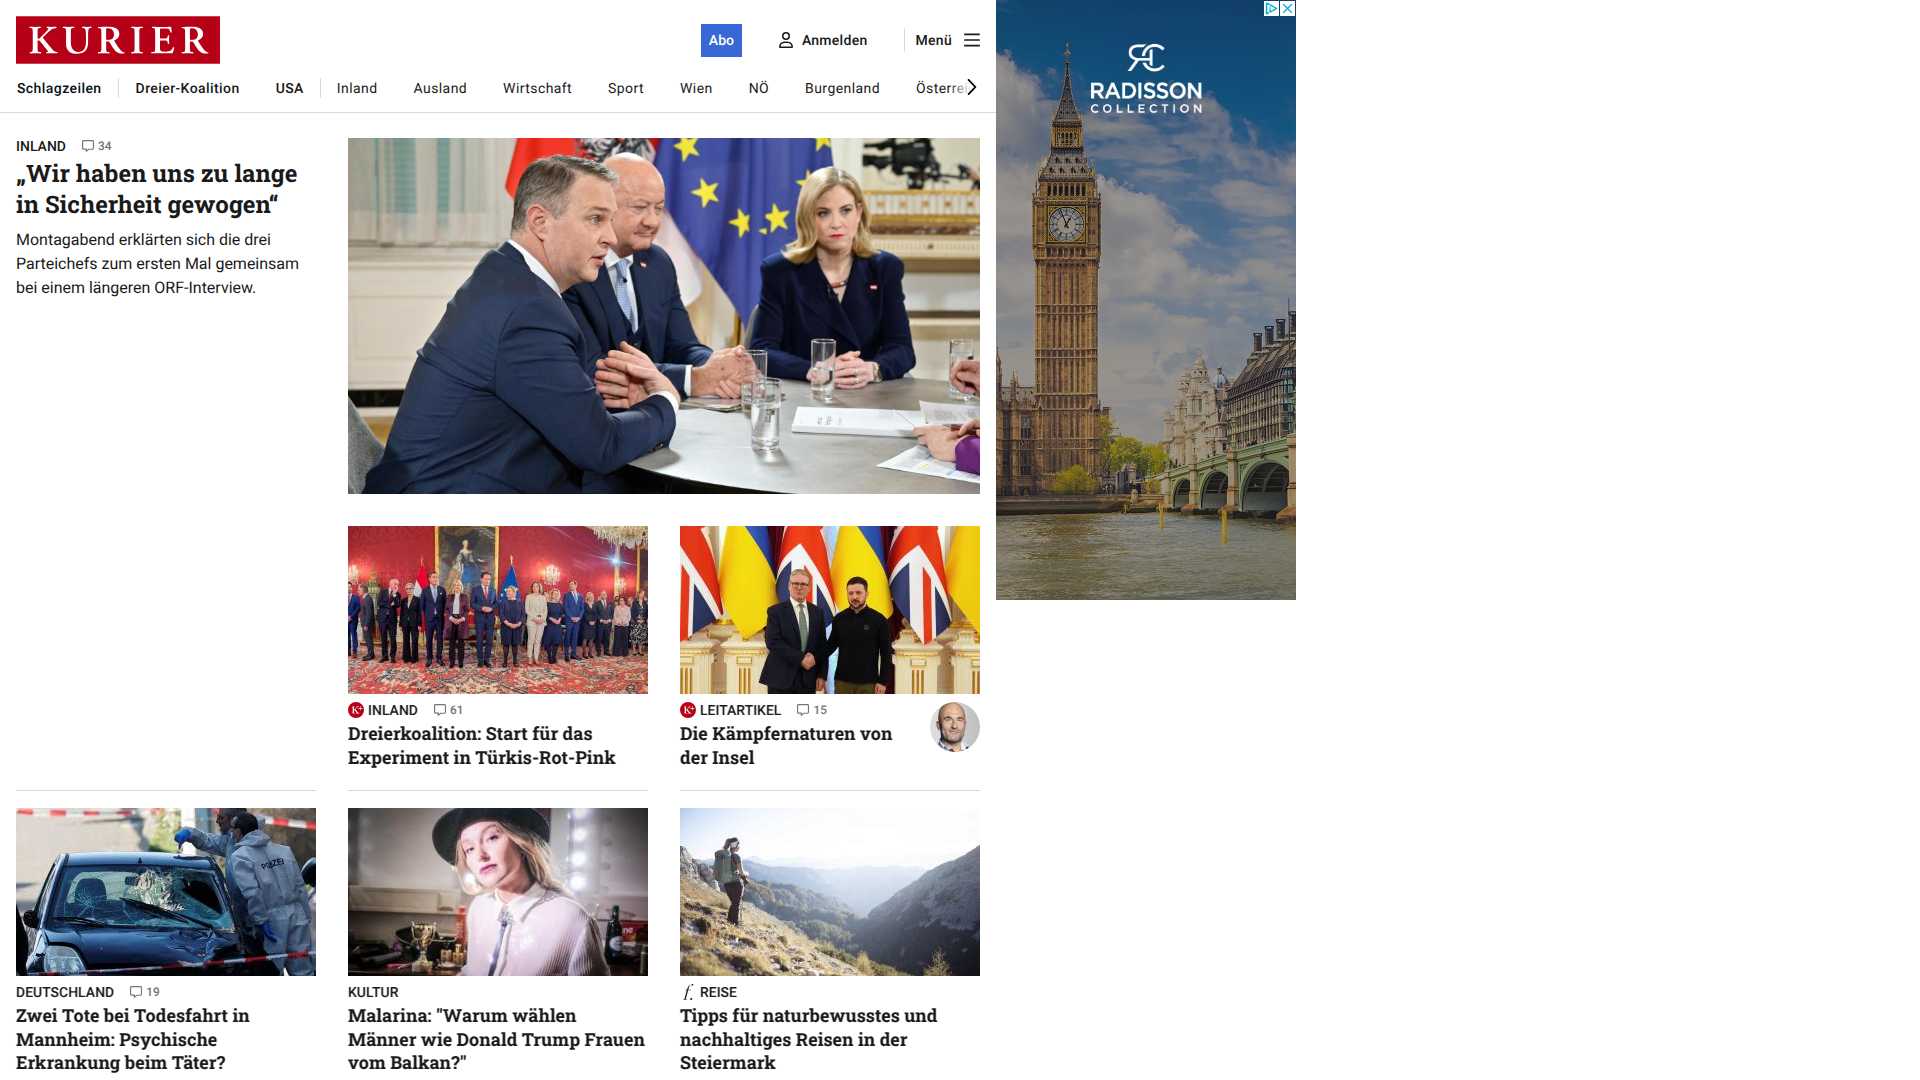 KURIER
Abo
Anmelden
Menü
Schlagzeilen
Dreier-Koalition
USA
Inland
Ausland
Wirtschaft
Sport
Wien
NÖ
Burgenland
Österre
INLAND 34
„Wir haben uns zu lange
in Sicherheit gewogen“
Montagabend erklärten sich die drei
Parteichefs zum ersten Mal gemeinsam
bei einem längeren ORF-Interview.
RADISSON
COLLECTION
K+ INLAND 61
Dreierkoalition: Start für das
Experiment in Türkis-Rot-Pink
K+ LEITARTIKEL 15
Die Kämpfernaturen von
der Insel
POLIZEI
DEUTSCHLAND 19
Zwei Tote bei Todesfahrt in
Mannheim: Psychische
Erkrankung beim Täter?
KULTUR
Malarina: "Warum wählen
Männer wie Donald Trump Frauen
vom Balkan?"
f. REISE
Tipps für naturbewusstes und
nachhaltiges Reisen in der
Steiermark